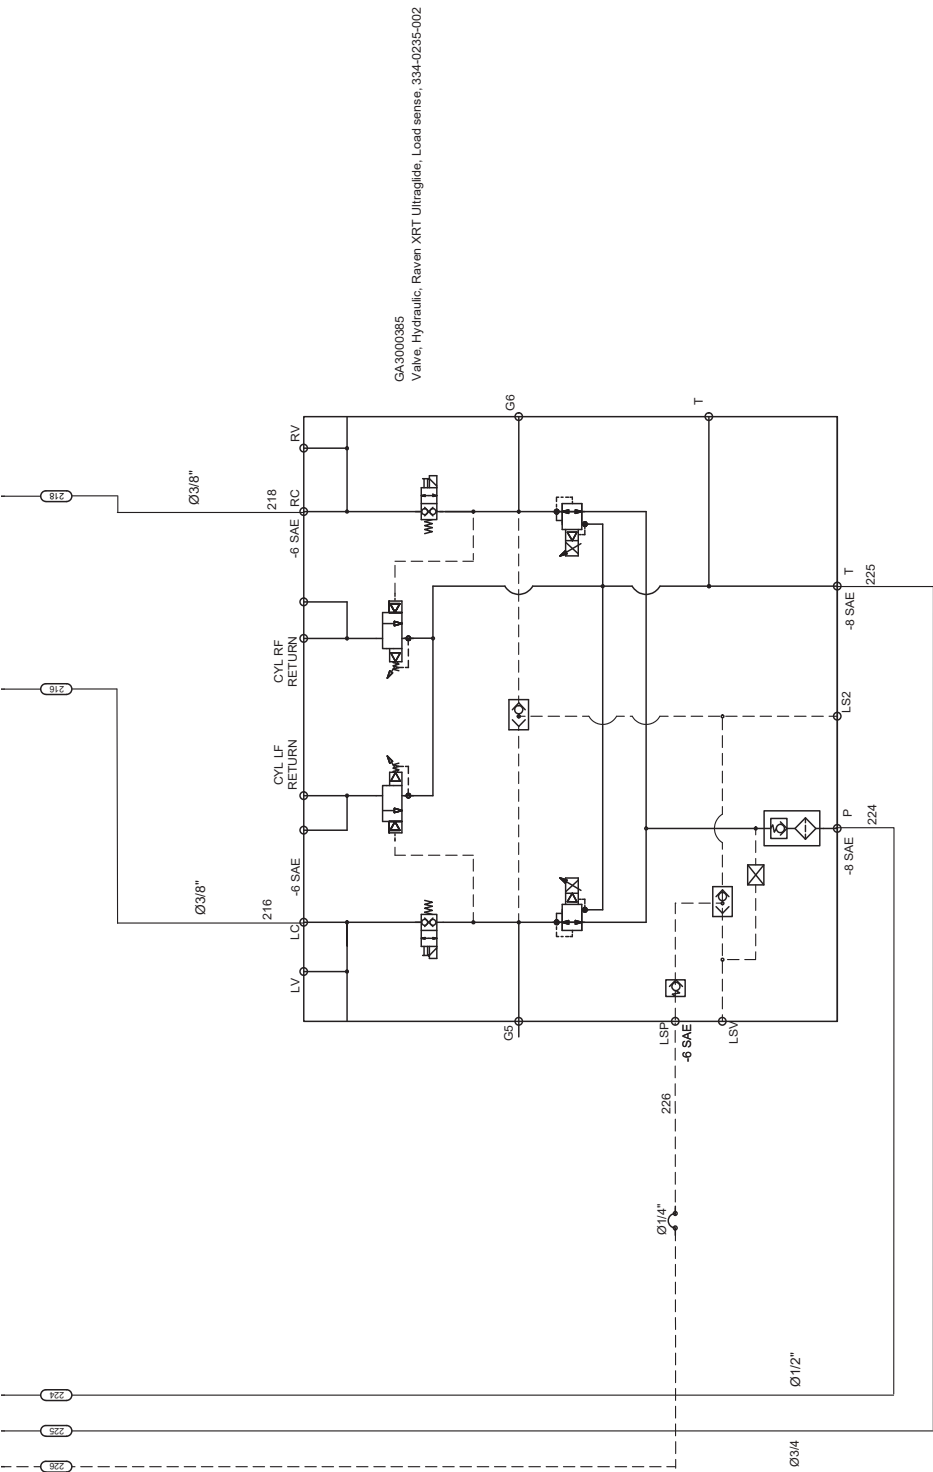 GA3000385
Valve, Hydraulic, Raven XRT Ultraglide, Load sense, 334-0235-002
218
Ø3/8"
218
-6 SAE
RC
RV
G6
T
T
225
-8 SAE
CYL RF
RETURN
216
CYL LF
RETURN
LS2
P
224
-8 SAE
Ø3/8"
216
-6 SAE
LC
LV
G5
LSP
-6 SAE
LSV
226
Ø1/4"
224
Ø1/2"
225
Ø3/4
226